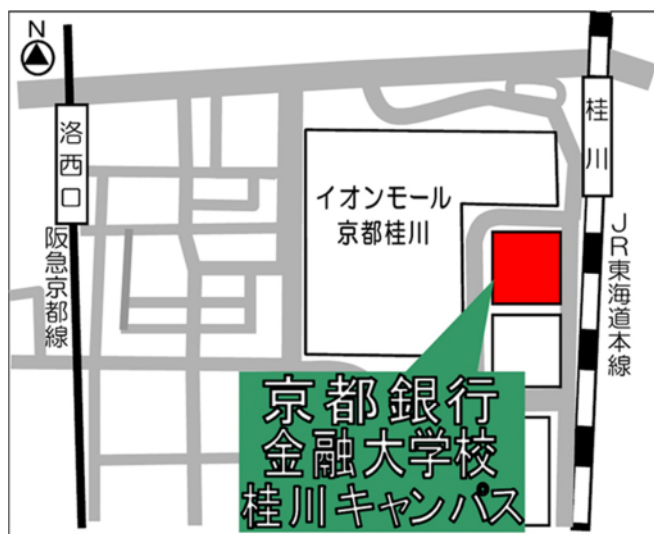 N
洛西口
阪急京都線
イオンモール
京都桂川
桂川
JR東海道本線
京都銀行
金融大学校
桂川キャンパス